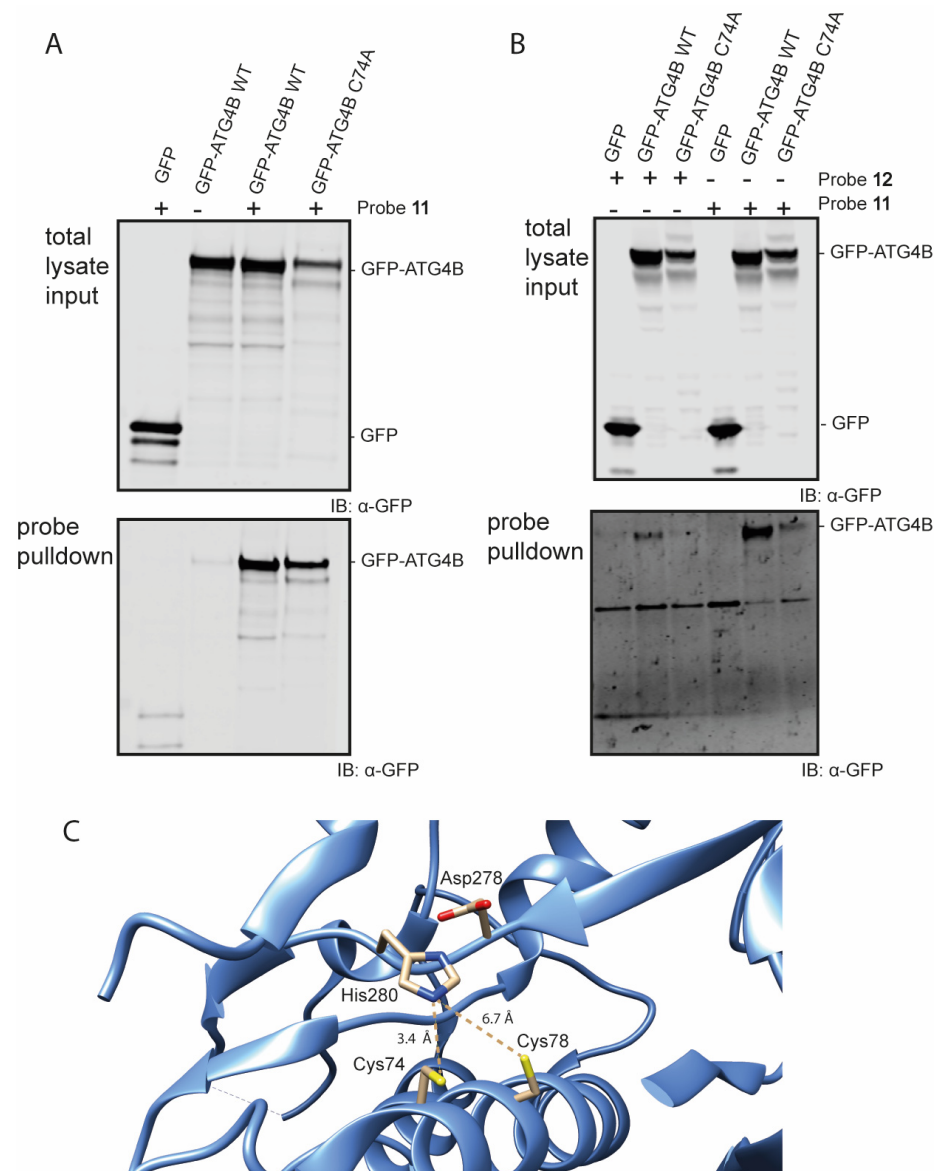 A
GFP
GFP-ATG4B WT
GFP-ATG4B WT
GFP-ATG4B C74A
+ - + + Probe 11
total
lysate
input
GFP-ATG4B
GFP
IB: α-GFP
probe
pulldown
GFP-ATG4B
IB: α-GFP
B
GFP
GFP-ATG4B WT
GFP-ATG4B C74A
GFP
GFP-ATG4B WT
GFP-ATG4B C74A
+ + + - - - Probe 12
- - - + + + Probe 11
total
lysate
input
GFP-ATG4B
GFP
IB: α-GFP
probe
pulldown
GFP-ATG4B
IB: α-GFP
C
Asp278
His280
6.7 Å
3.4 Å
Cys78
Cys74